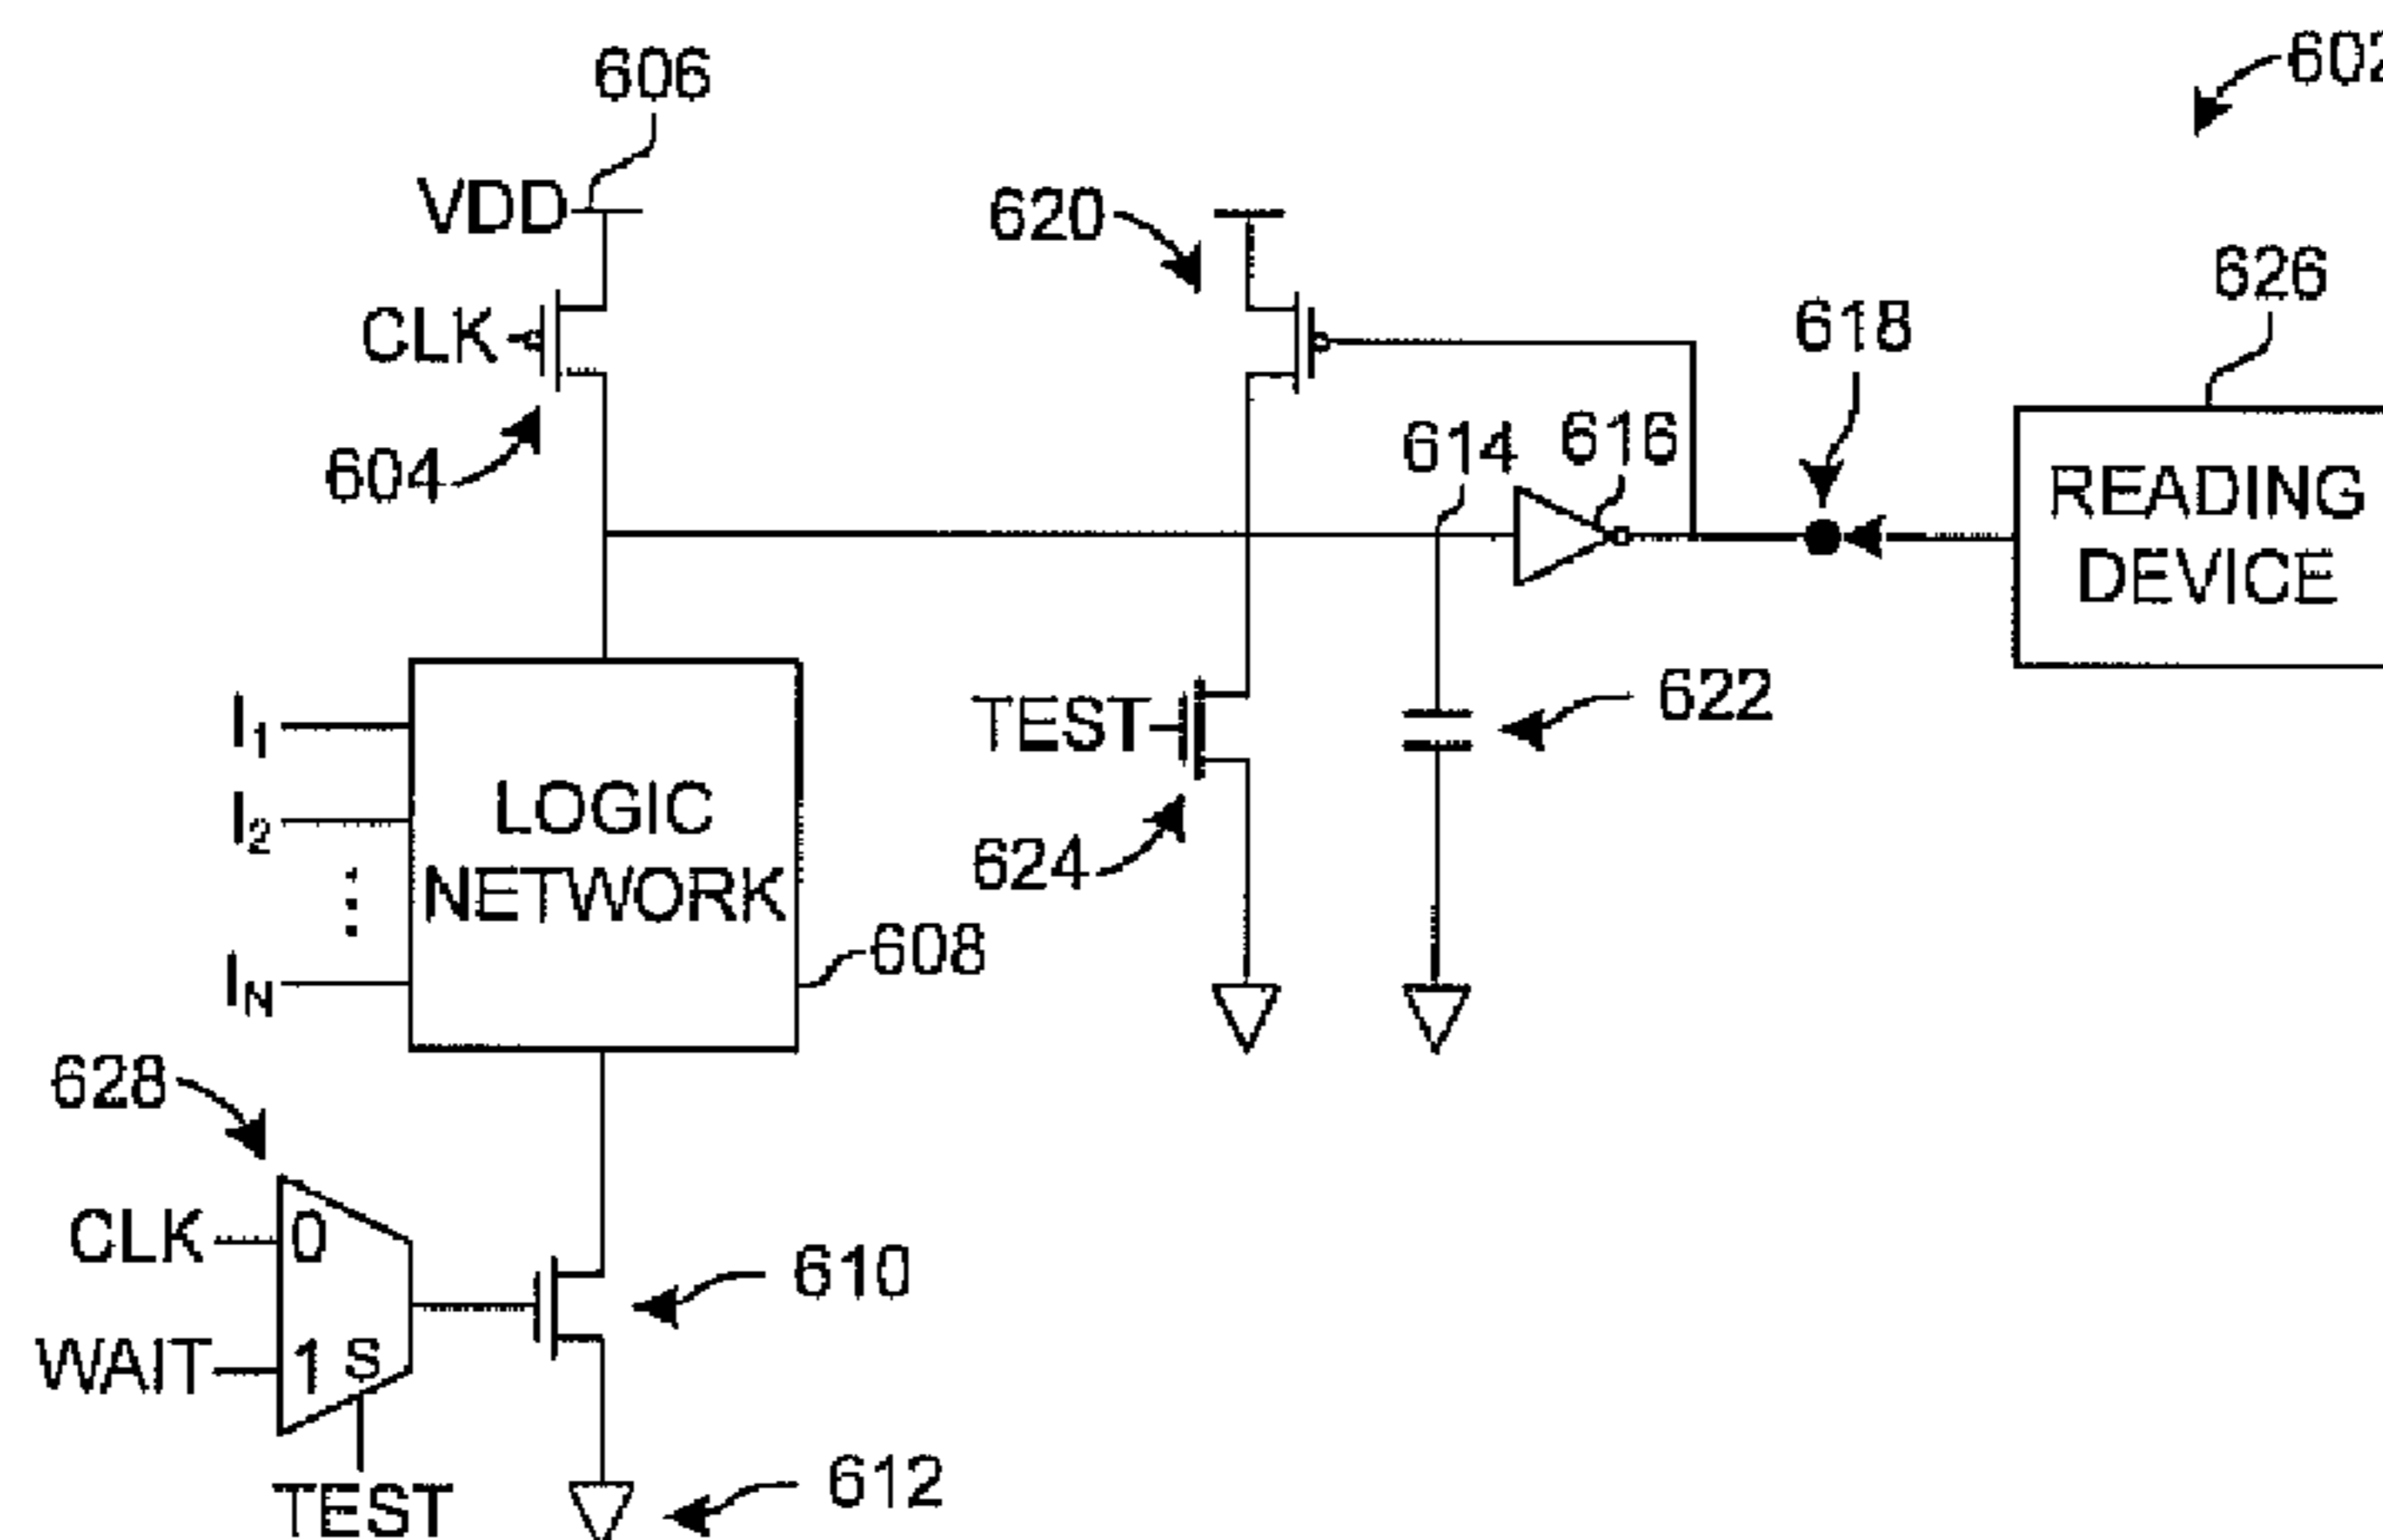 602
606
VDD
620
626
CLK
618
604
614
616
READING
DEVICE
I1
TEST
622
I2
LOGIC
NETWORK
624
608
IN
628
CLK
0
610
WAIT
1 S
TEST
612